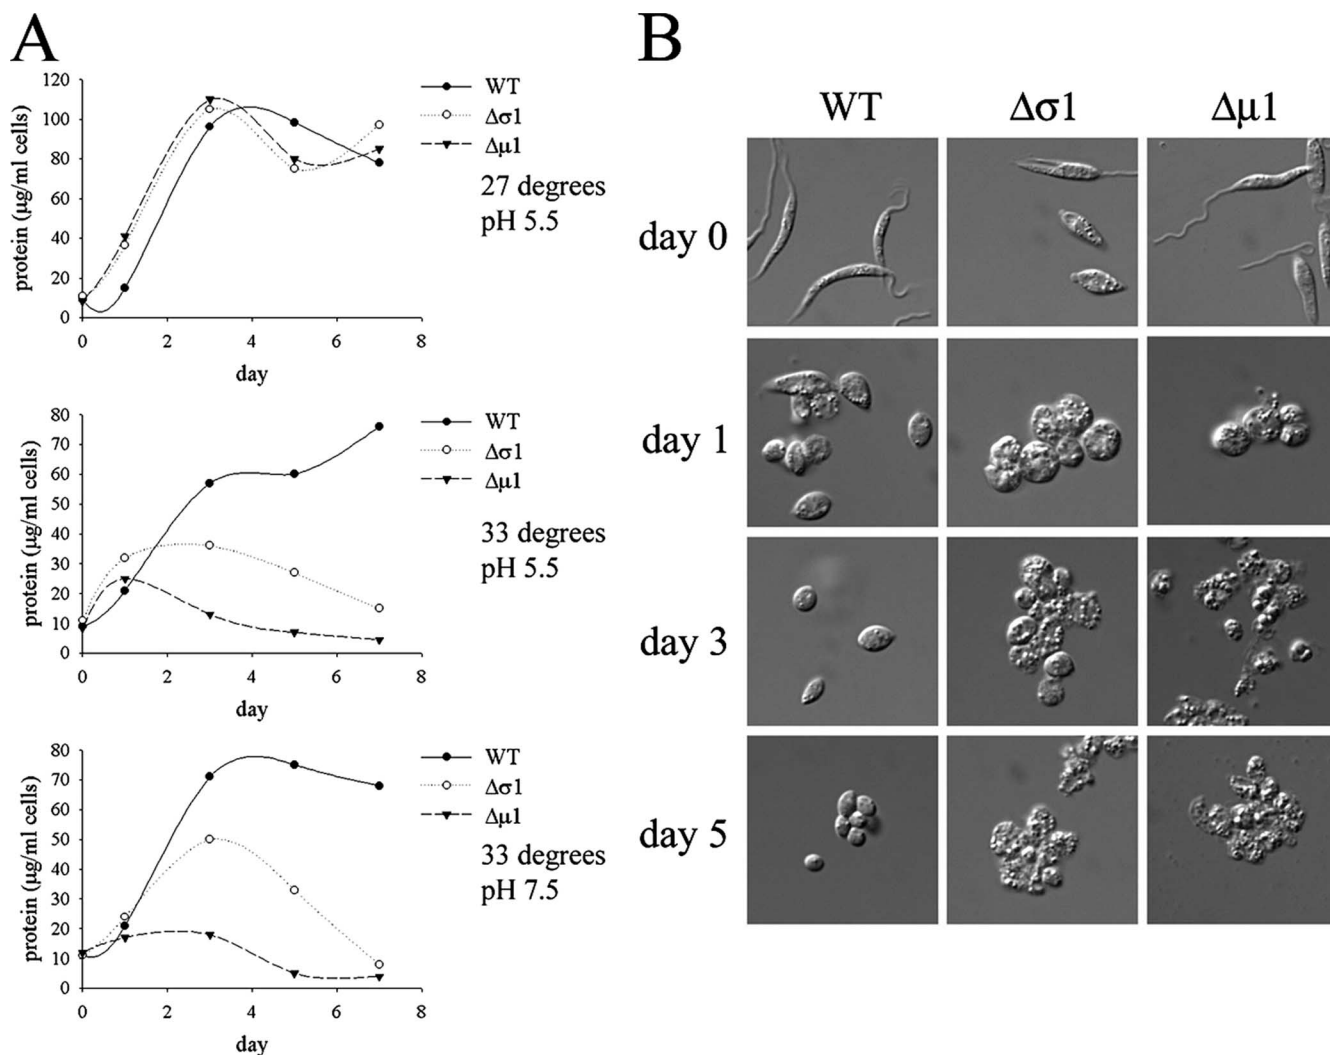 A
B
120
100
80
60
40
20
0
0
2
4
6
8
protein (μg/ml cells)
day
WT
Δσ1
Δμ1
27 degrees
pH 5.5
80
70
60
50
40
30
20
10
0
0
2
4
6
8
protein (μg/ml cells)
day
WT
Δσ1
Δμ1
33 degrees
pH 5.5
80
70
60
50
40
30
20
10
0
0
2
4
6
8
protein (μg/ml cells)
day
WT
Δσ1
Δμ1
33 degrees
pH 7.5
WT Δσ1 Δμ1
day 0
day 1
day 3
day 5